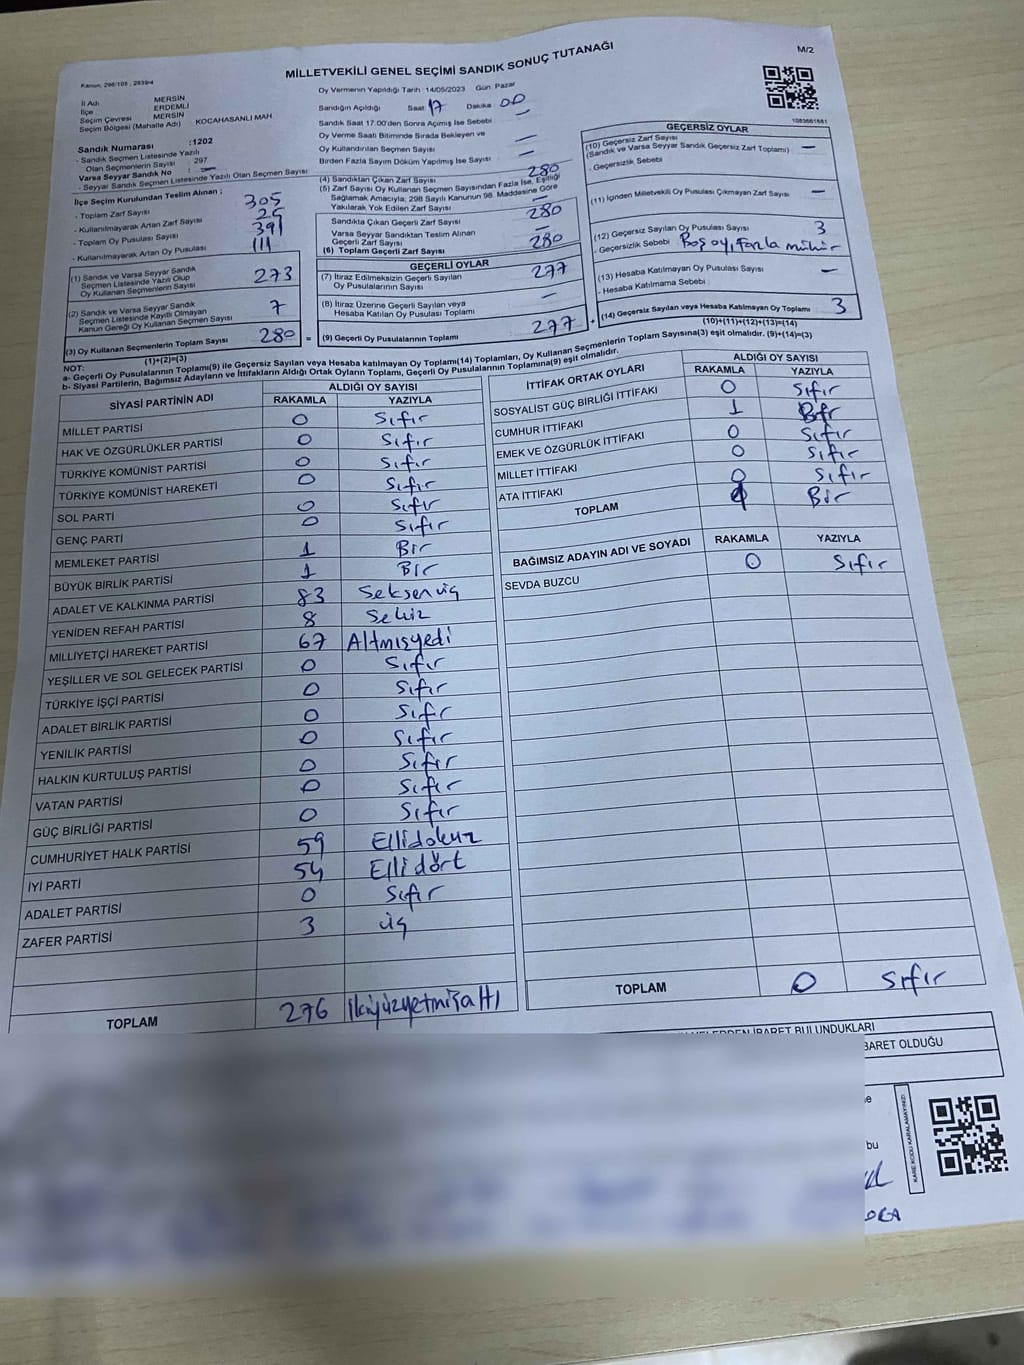 M/2
Kanun: 298/105 ; 2839/4
MİLLETVEKİLİ GENEL SEÇİMİ SANDIK SONUÇ TUTANAĞI
İl Adı MERSİN
İlçe ERDEMLİ
Seçim Çevresi MERSİN
Seçim Bölgesi (Mahalle Adı) : KOCAHASANLI MAH
Sandık Numarası :1202
- Sandık Seçmen Listesinde Yazılı
Olan Seçmenlerin Sayısı : 297
Varsa Seyyar Sandık No : —
- Seyyar Sandık Seçmen Listesinde Yazılı Olan Seçmen Sayısı
İlçe Seçim Kurulundan Teslim Alınan ;
- Toplam Zarf Sayısı 305
- Kullanılmayarak Artan Zarf Sayısı 25
- Toplam Oy Pusulası Sayısı 391
- Kullanılmayarak Artan Oy Pusulası 111
(1) Sandık ve Varsa Seyyar Sandık
Seçmen Listesinde Yazılı Olup
Oy Kullanan Seçmenlerin Sayısı 273
(2) Sandık ve Varsa Seyyar Sandık
Seçmen Listesinde Kayıtlı Olmayan
Kanun Gereği Oy Kullanan Seçmen Sayısı 7
(3) Oy Kullanan Seçmenlerin Toplam Sayısı 280 =
(1)+(2)=(3)
Oy Vermenin Yapıldığı Tarih 14/05/2023 Gün Pazar
Sandığın Açıldığı Saat 17 Dakika 00
Sandık Saat 17:00'den Sonra Açılmış İse Sebebi —
Oy Verme Saati Bitiminde Sırada Bekleyen ve
Oy Kullandırılan Seçmen Sayısı —
Birden Fazla Sayım Döküm Yapılmış İse Sayısı —
(4) Sandıktan Çıkan Zarf Sayısı 280
(5) Zarf Sayısı Oy Kullanan Seçmen Sayısından Fazla İse, Eşitliği
Sağlamak Amacıyla; 298 Sayılı Kanunun 98. Maddesine Göre
Yakılarak Yok Edilen Zarf Sayısı —
Sandıkta Çıkan Geçerli Zarf Sayısı 280
Varsa Seyyar Sandıktan Teslim Alınan
Geçerli Zarf Sayısı —
(6) Toplam Geçerli Zarf Sayısı 280
GEÇERLİ OYLAR
(7) İtiraz Edilmeksizin Geçerli Sayılan
Oy Pusulalarının Sayısı 277
(8) İtiraz Üzerine Geçerli Sayılan veya
Hesaba Katılan Oy Pusulası Toplamı —
(9) Geçerli Oy Pusulalarının Toplamı 277 +
1083661661
GEÇERSİZ OYLAR
(10) Geçersiz Zarf Sayısı
(Sandık ve Varsa Seyyar Sandık Geçersiz Zarf Toplamı) —
- Geçersizlik Sebebi
(11) İçinden Milletvekili Oy Pusulası Çıkmayan Zarf Sayısı —
(12) Geçersiz Sayılan Oy Pusulası Sayısı 3
- Geçersizlik Sebebi : Boş oy, fazla mühür
(13) Hesaba Katılmayan Oy Pusulası Sayısı —
- Hesaba Katılmama Sebebi :
(14) Geçersiz Sayılan veya Hesaba Katılmayan Oy Toplamı 3
(10)+(11)+(12)+(13)=(14)
NOT:
a- Geçerli Oy Pusulalarının Toplamı(9) ile Geçersiz Sayılan veya Hesaba katılmayan Oy Toplamı(14) Toplamları, Oy Kullanan Seçmenlerin Toplam Sayısına(3) eşit olmalıdır. (9)+(14)=(3)
b- Siyasi Partilerin, Bağımsız Adayların ve İttifakların Aldığı Ortak Oyların Toplamı, Geçerli Oy Pusulalarının Toplamına(9) eşit olmalıdır.
SİYASİ PARTİNİN ADI ALDIĞI OY SAYISI
RAKAMLA YAZIYLA
MİLLET PARTİSİ 0 Sıfır
HAK VE ÖZGÜRLÜKLER PARTİSİ 0 Sıfır
TÜRKİYE KOMÜNİST PARTİSİ 0 Sıfır
TÜRKİYE KOMÜNİST HAREKETİ 0 Sıfır
SOL PARTİ 0 Sıfır
GENÇ PARTİ 0 Sıfır
MEMLEKET PARTİSİ 1 Bir
BÜYÜK BİRLİK PARTİSİ 1 Bir
ADALET VE KALKINMA PARTİSİ 83 Seksenüç
YENİDEN REFAH PARTİSİ 8 Sekiz
MİLLİYETÇİ HAREKET PARTİSİ 67 Altmışyedi
YEŞİLLER VE SOL GELECEK PARTİSİ 0 Sıfır
TÜRKİYE İŞÇİ PARTİSİ 0 Sıfır
ADALET BİRLİK PARTİSİ 0 Sıfır
YENİLİK PARTİSİ 0 Sıfır
HALKIN KURTULUŞ PARTİSİ 0 Sıfır
VATAN PARTİSİ 0 Sıfır
GÜÇ BİRLİĞİ PARTİSİ 0 Sıfır
CUMHURİYET HALK PARTİSİ 59 Ellidokuz
İYİ PARTİ 54 Ellidört
ADALET PARTİSİ 0 Sıfır
ZAFER PARTİSİ 3 üç
TOPLAM 276 İkiyüzyetmişaltı
İTTİFAK ORTAK OYLARI ALDIĞI OY SAYISI
RAKAMLA YAZIYLA
SOSYALİST GÜÇ BİRLİĞİ İTTİFAKI 0 Sıfır
CUMHUR İTTİFAKI 1 Bir
EMEK VE ÖZGÜRLÜK İTTİFAKI 0 Sıfır
MİLLET İTTİFAKI 0 Sıfır
ATA İTTİFAKI 0 Sıfır
TOPLAM 1 Bir
BAĞIMSIZ ADAYIN ADI VE SOYADI RAKAMLA YAZIYLA
SEVDA BUZCU 0 Sıfır
TOPLAM 0 Sıfır
İBARET BULUNDUKLARI
BARET OLDUĞU
bu
KARE KODU KARALAMAYINIZ!